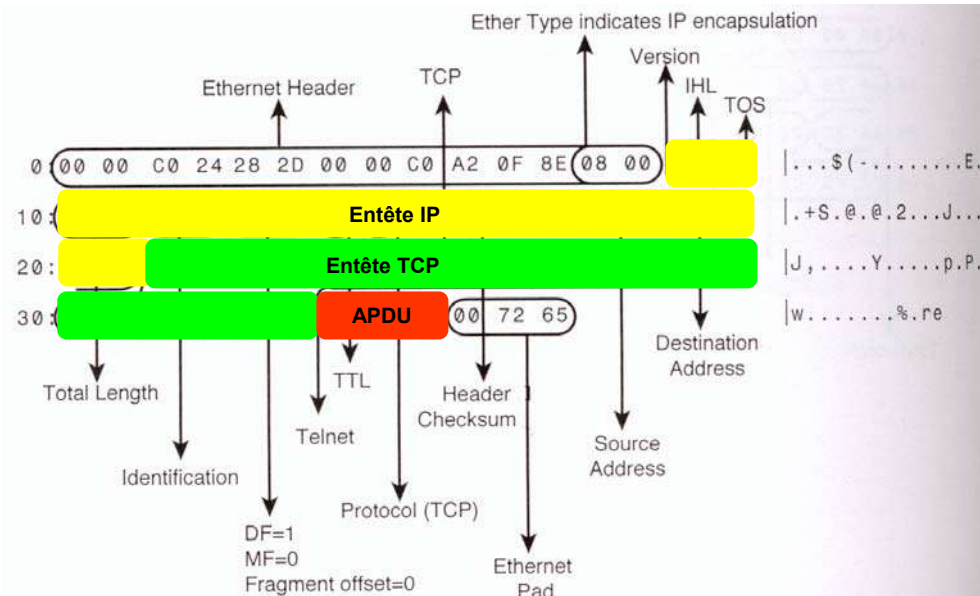 Ether Type indicates IP encapsulation
Version
TCP
IHL
Ethernet Header
TOS
0: 00 00 C0 24 28 2D 00 00 C0 A2 0F 8E 08 00 |...$(-........E.
10: Entête IP |.+S.@.@.2...J...
20: Entête TCP |J,....Y.....p.P.
30: APDU 00 72 65 |w.......%.re
Destination
Address
TTL
Total Length
Header
Checksum
Telnet
Source
Address
Identification
Protocol (TCP)
DF=1
MF=0
Fragment offset=0
Ethernet
Pad